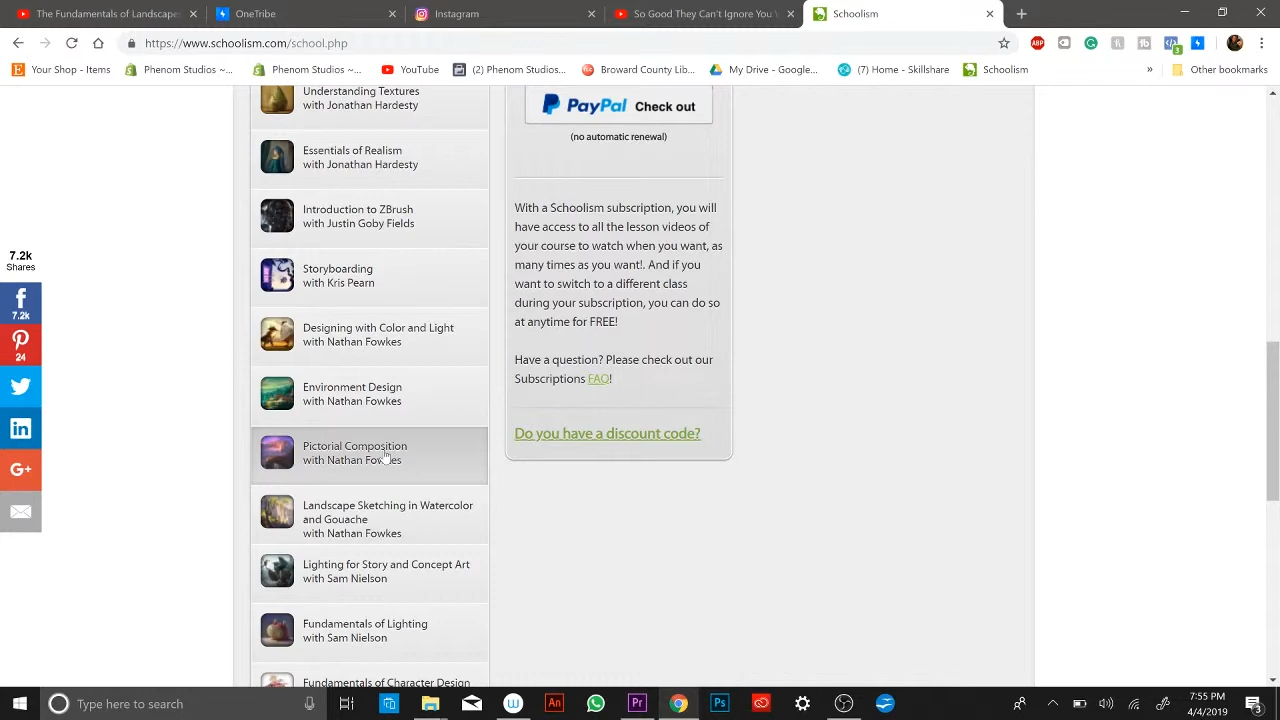 The Fundamentals of Landscape
OneTribe
Instagram
So Good They Can't Ignore You
Schoolism
https://www.schoolism.com/school.php
ABP
3
Your Shop - Items
Phenom Studios ~...
Phenom Studios ~...
YouTube
(2) Phenom Studios...
Broward County Lib...
My Drive - Google...
(7) Home - Skillshare
Schoolism
»
Other bookmarks
Understanding Textures
with Jonathan Hardesty
Essentials of Realism
with Jonathan Hardesty
Introduction to ZBrush
with Justin Goby Fields
Storyboarding
with Kris Pearn
Designing with Color and Light
with Nathan Fowkes
Environment Design
with Nathan Fowkes
Pictorial Composition
with Nathan Fowkes
Landscape Sketching in Watercolor
and Gouache
with Nathan Fowkes
Lighting for Story and Concept Art
with Sam Nielson
Fundamentals of Lighting
with Sam Nielson
Fundamentals of Character Design
PayPal Check out
(no automatic renewal)
With a Schoolism subscription, you will
have access to all the lesson videos of
your course to watch when you want, as
many times as you want!. And if you
want to switch to a different class
during your subscription, you can do so
at anytime for FREE!
Have a question? Please check out our
Subscriptions FAQ!
Do you have a discount code?
7.2k
Shares
f
7.2k
24
in
G+
Type here to search
W
An
Pr
Ps
7:55 PM
4/4/2019
3